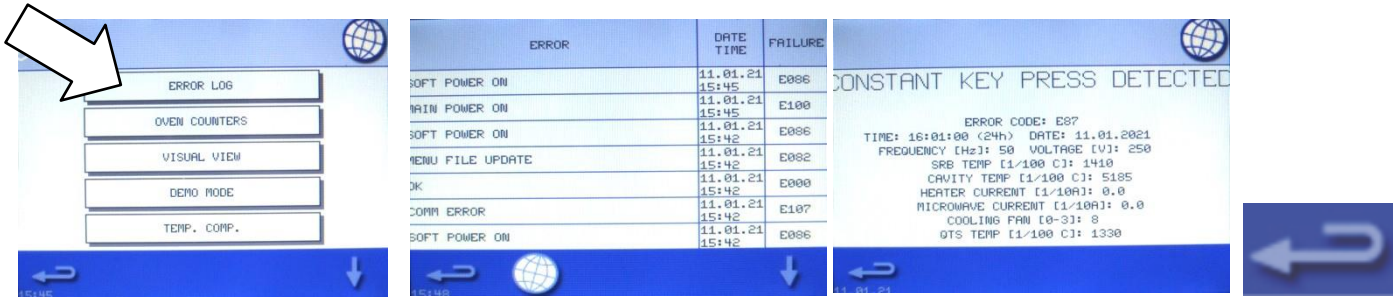 ERROR LOG
OVEN COUNTERS
VISUAL VIEW
DEMO MODE
TEMP. COMP.
15:45
ERROR DATE TIME FAILURE
SOFT POWER ON 11.01.21 15:45 E086
MAIN POWER ON 11.01.21 15:45 E100
SOFT POWER ON 11.01.21 15:42 E086
MENU FILE UPDATE 11.01.21 15:42 E082
OK 11.01.21 15:42 E000
COMM ERROR 11.01.21 15:42 E107
SOFT POWER ON 11.01.21 15:42 E086
15:48
CONSTANT KEY PRESS DETECTED
ERROR CODE: E87
TIME: 16:01:00 (24h) DATE: 11.01.2021
FREQUENCY [Hz]: 50 VOLTAGE [V]: 250
SRB TEMP [1/100 C]: 1410
CAVITY TEMP [1/100 C]: 5185
HEATER CURRENT [1/10A]: 0.0
MICROWAVE CURRENT [1/10A]: 0.0
COOLING FAN [0-3]: 8
QTS TEMP [1/100 C]: 1330
11.01.21